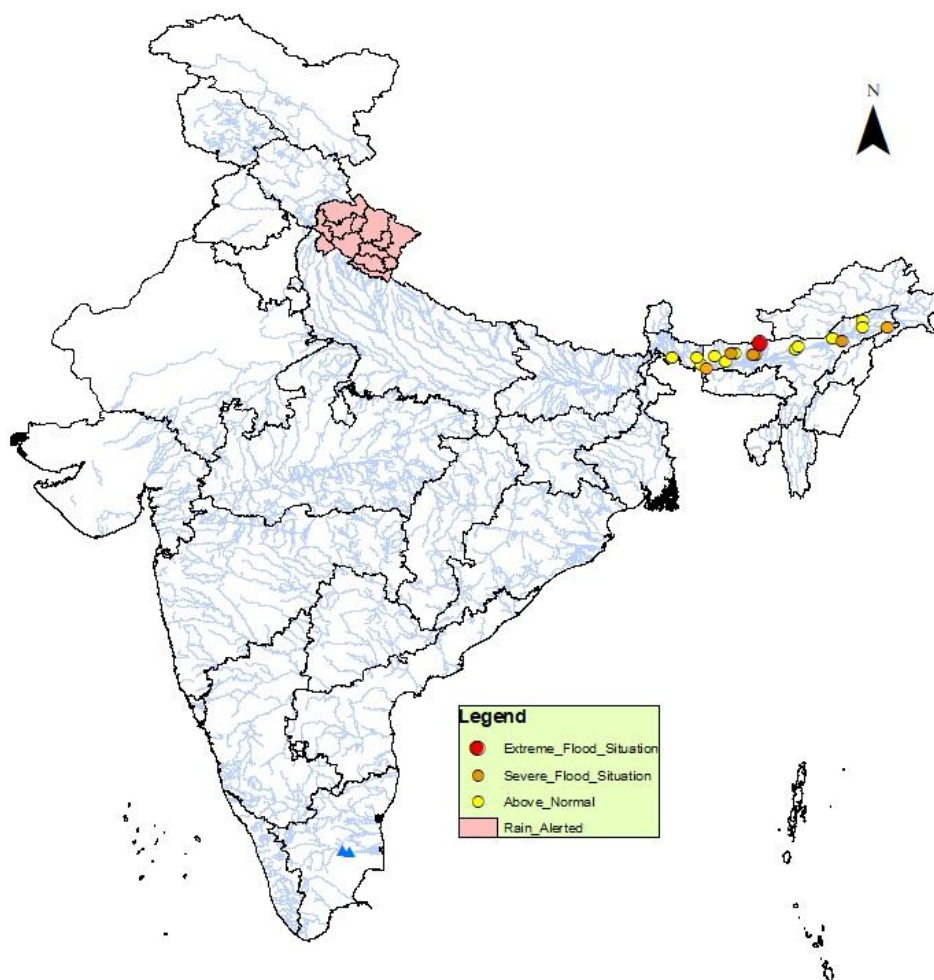 N
Legend
Extreme_Flood_Situation
Severe_Flood_Situation
Above_Normal
Rain_Alerted